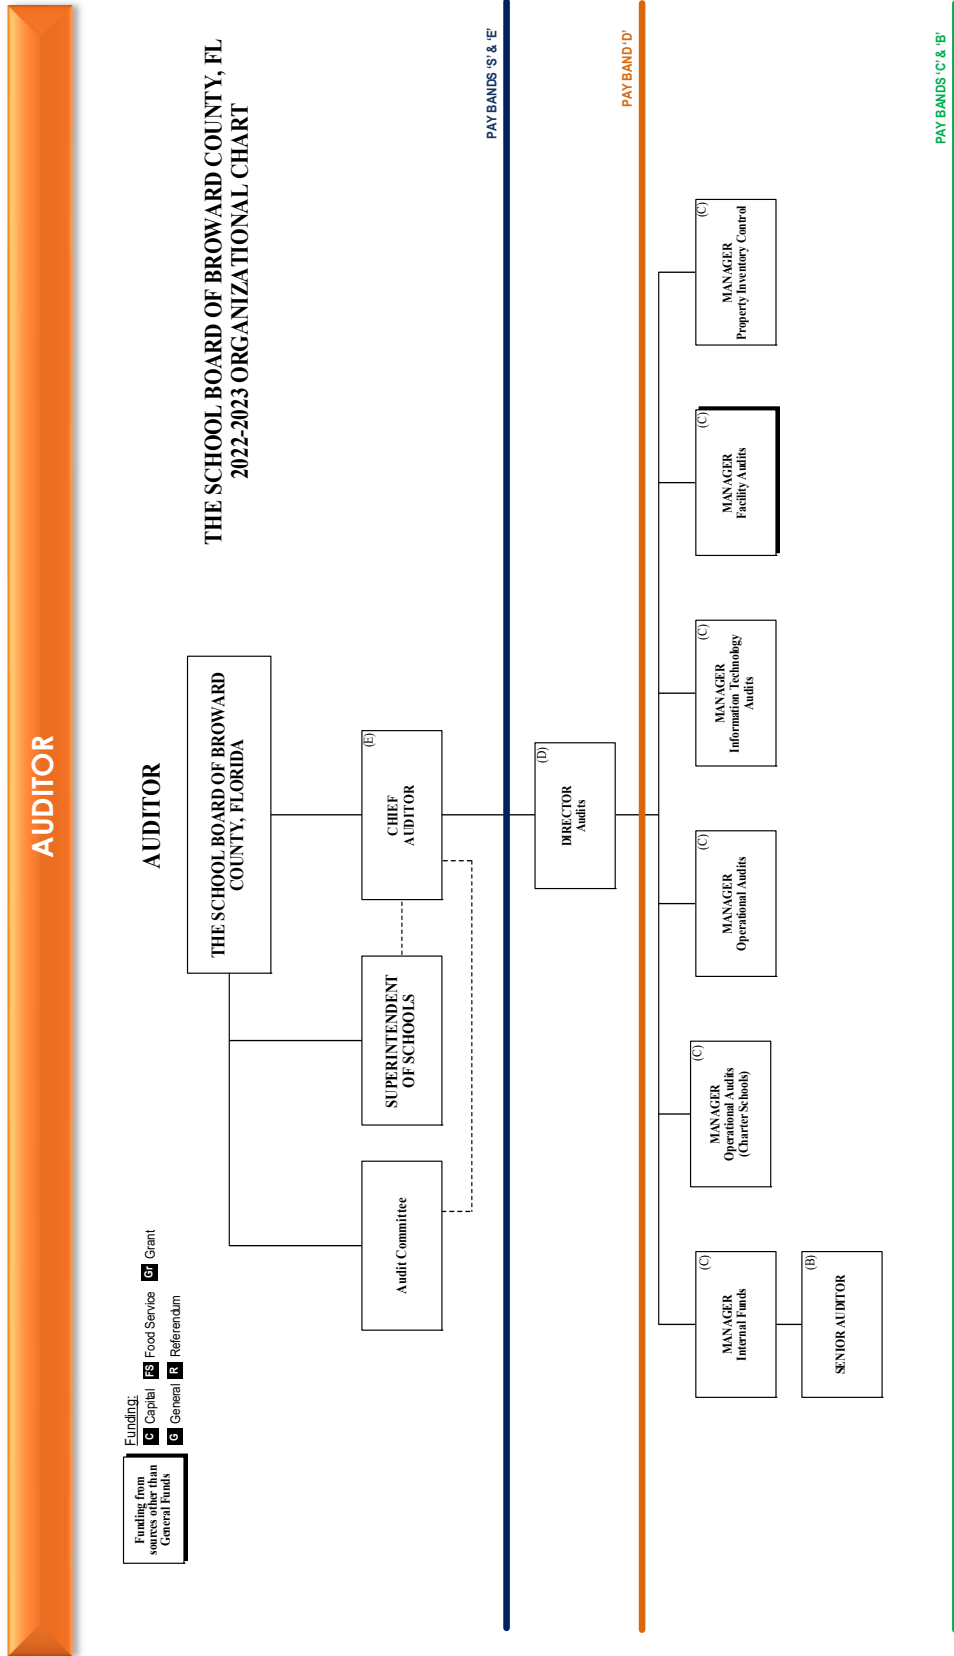 AUDITOR
Funding from
sources other than
General Funds
Funding:
C Capital FS Food Service Gr Grant
G General R Referendum
AUDITOR
THE SCHOOL BOARD OF BROWARD COUNTY, FL
2022-2023 ORGANIZATIONAL CHART
THE SCHOOL BOARD OF BROWARD
COUNTY, FLORIDA
Audit Committee
SUPERINTENDENT
OF SCHOOLS
(E)
CHIEF
AUDITOR
PAY BANDS 'S' & 'E'
(D)
DIRECTOR
Audits
PAY BAND 'D'
(C)
MANAGER
Internal Funds
(C)
MANAGER
Operational Audits
(Charter Schools)
(C)
MANAGER
Operational Audits
(C)
MANAGER
Information Technology
Audits
(C)
MANAGER
Facility Audits
(C)
MANAGER
Property Inventory Control
(B)
SENIOR AUDITOR
PAY BANDS 'C' & 'B'